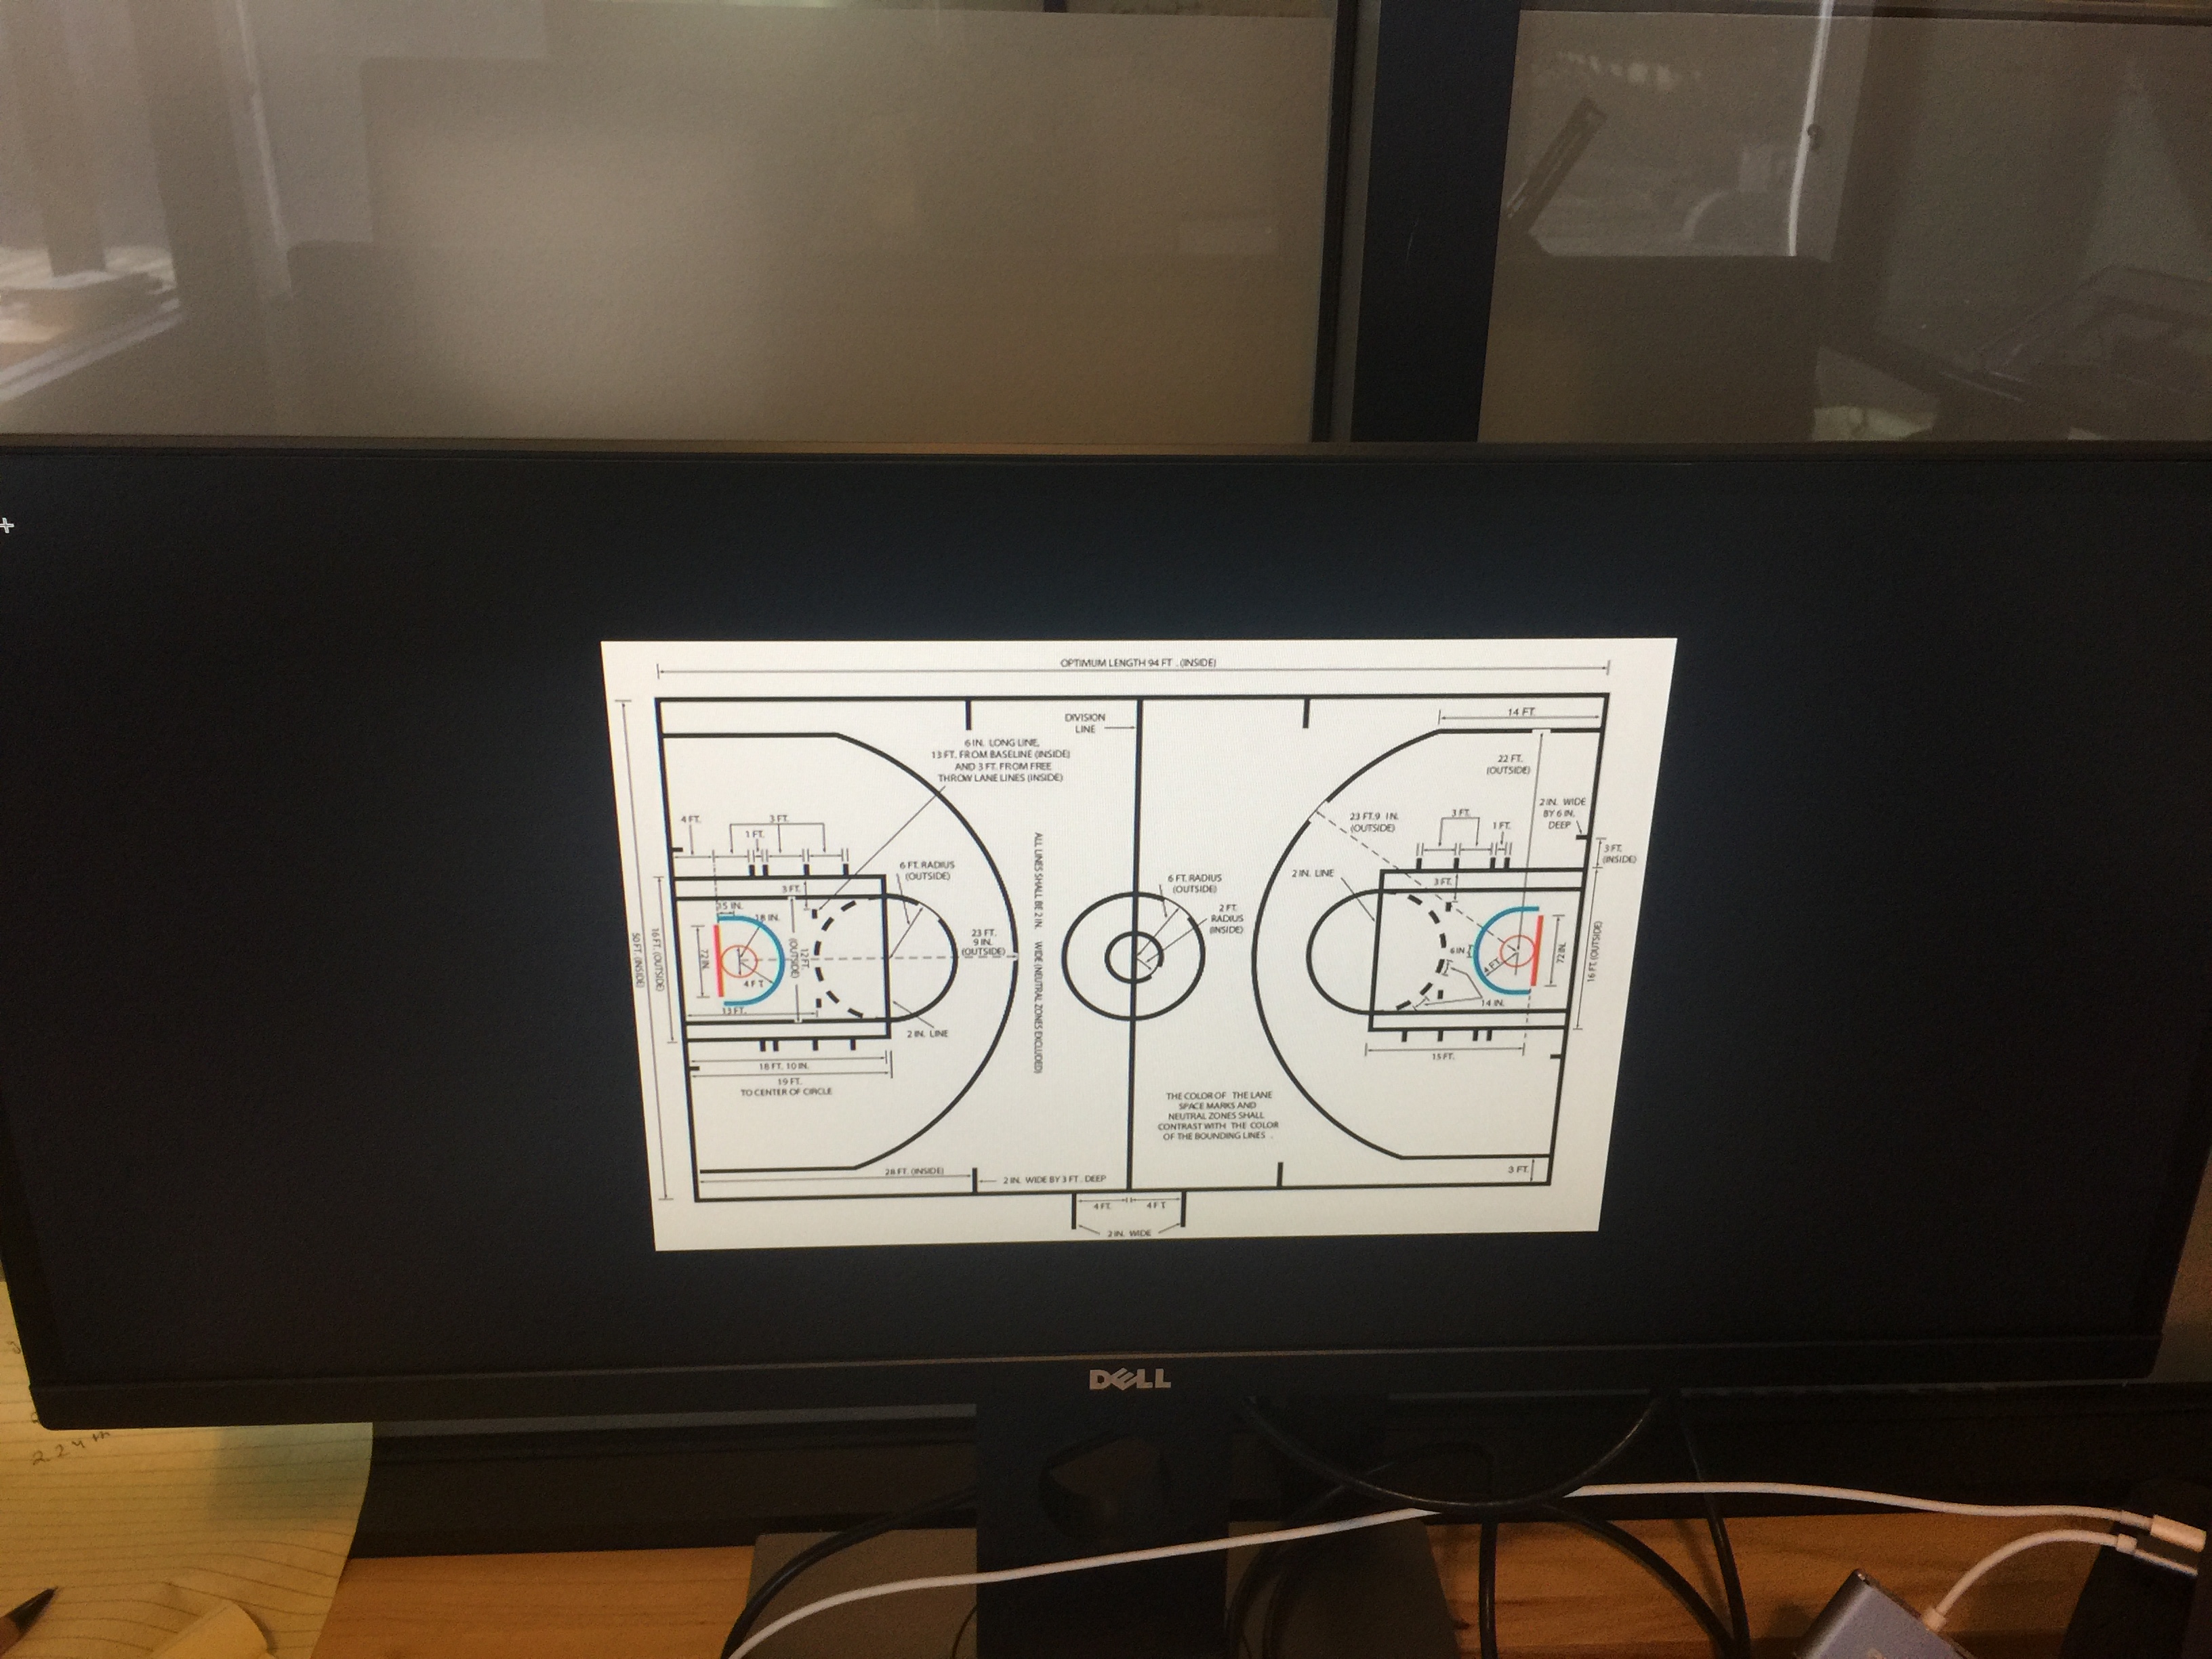 OPTIMUM LENGTH 94 FT. (INSIDE)
DIVISION
LINE
14 FT.
6 IN. LONG LINE,
13 FT. FROM BASELINE (INSIDE)
AND 3 FT. FROM FREE
THROW LANE LINES (INSIDE)
22 FT.
(OUTSIDE)
2 IN. WIDE
BY 6 IN.
DEEP
4 FT.
3 FT.
1 FT.
23 FT.9 IN.
(OUTSIDE)
3 FT.
1 FT.
3 FT.
(INSIDE)
6 FT. RADIUS
(OUTSIDE)
6 FT. RADIUS
(OUTSIDE)
2 IN. LINE
3 FT.
3 FT.
15 IN.
18 IN.
2 FT.
RADIUS
(INSIDE)
23 FT.
9 IN.
(OUTSIDE)
50 FT. (INSIDE)
16 FT. (OUTSIDE)
72 IN.
4 FT
12 FT.
(OUTSIDE)
ALL LINES SHALL BE 2 IN. WIDE (NEUTRAL ZONES EXCLUDED)
6 IN
4 FT
72 IN.
16 FT. (OUTSIDE)
13 FT.
14 IN.
2 IN. LINE
15 FT.
18 FT. 10 IN.
19 FT.
TO CENTER OF CIRCLE
THE COLOR OF THE LANE
SPACE MARKS AND
NEUTRAL ZONES SHALL
CONTRAST WITH THE COLOR
OF THE BOUNDING LINES .
28 FT. (INSIDE)
2 IN. WIDE BY 3 FT. DEEP
3 FT.
4 FT.
4 FT
2 IN. WIDE
DELL
2.24 m